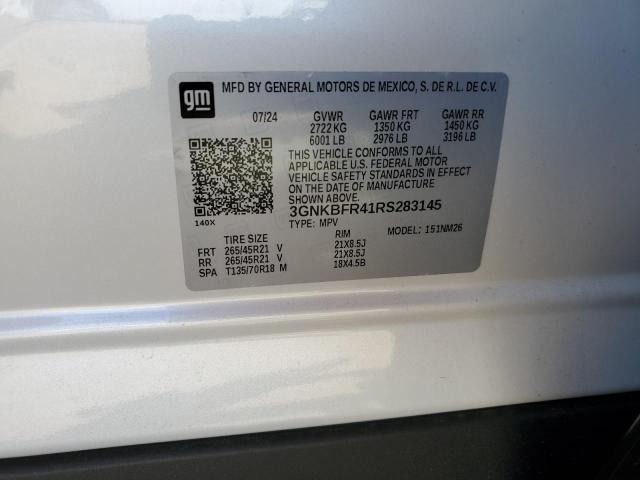 gm
MFD BY GENERAL MOTORS DE MEXICO, S. DE R.L. DE C.V.
07/24 GVWR GAWR FRT GAWR RR
2722 KG 1350 KG 1450 KG
6001 LB 2976 LB 3196 LB
THIS VEHICLE CONFORMS TO ALL
APPLICABLE U.S. FEDERAL MOTOR
VEHICLE SAFETY STANDARDS IN EFFECT
ON THE DATE OF MANUFACTURE
SHOWN ABOVE.
3GNKBFR41RS283145
140X TYPE: MPV MODEL: 151NM26
TIRE SIZE RIM
FRT 265/45R21 V 21X8.5J
RR 265/45R21 V 21X8.5J
SPA T135/70R18 M 18X4.5B